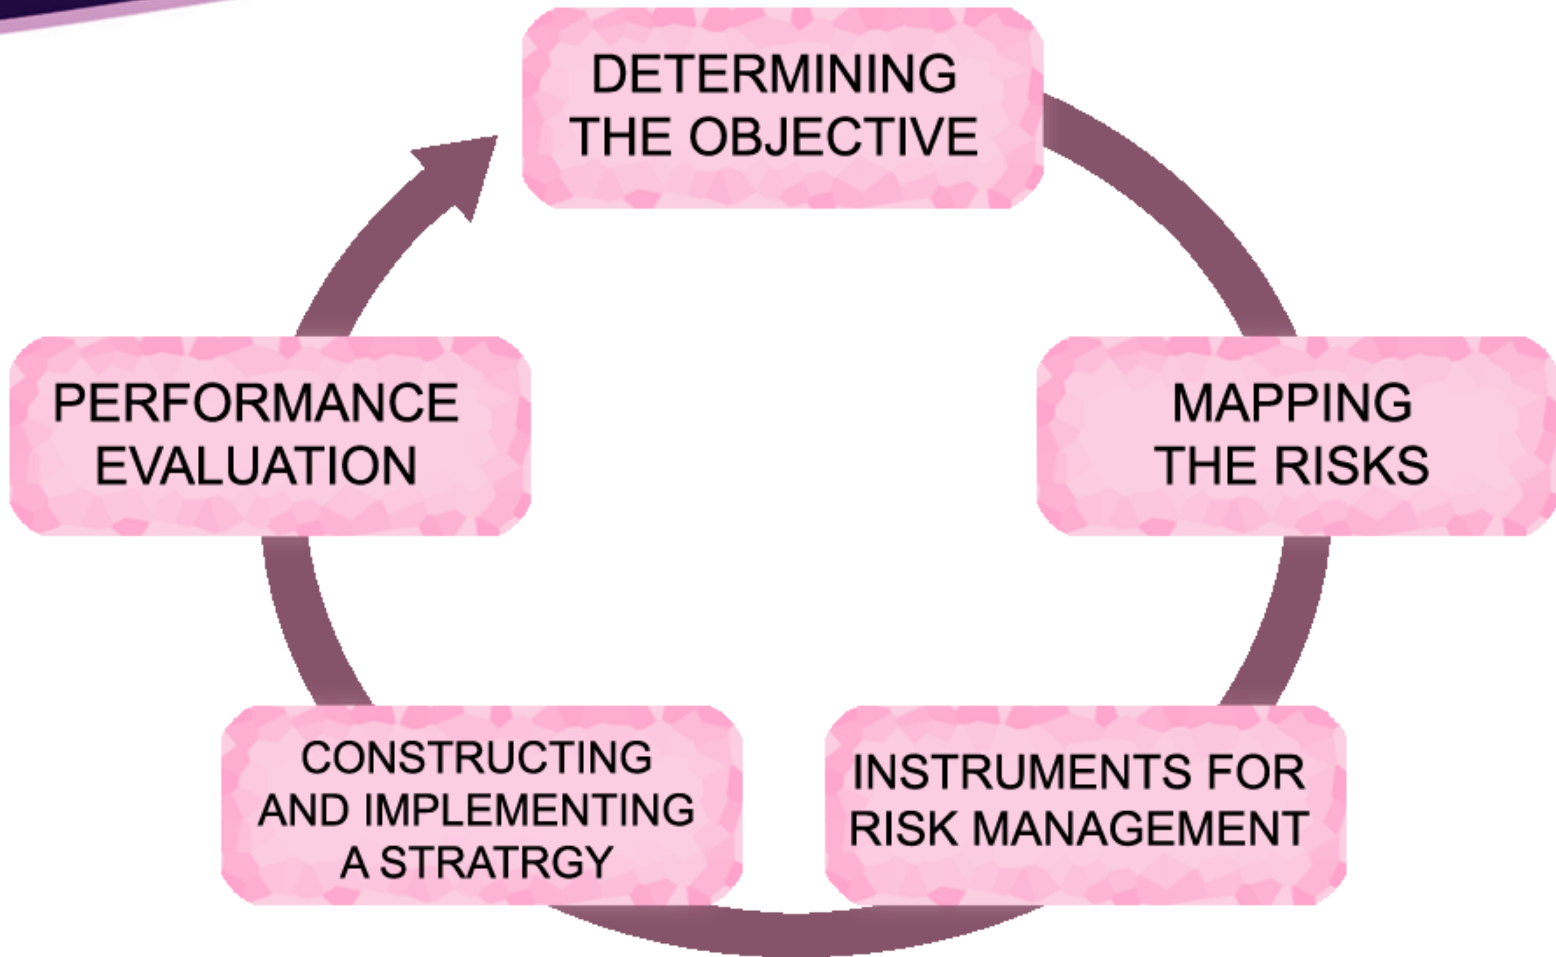 DETERMINING
THE OBJECTIVE
MAPPING
THE RISKS
INSTRUMENTS FOR
RISK MANAGEMENT
CONSTRUCTING
AND IMPLEMENTING
A STRATRGY
PERFORMANCE
EVALUATION